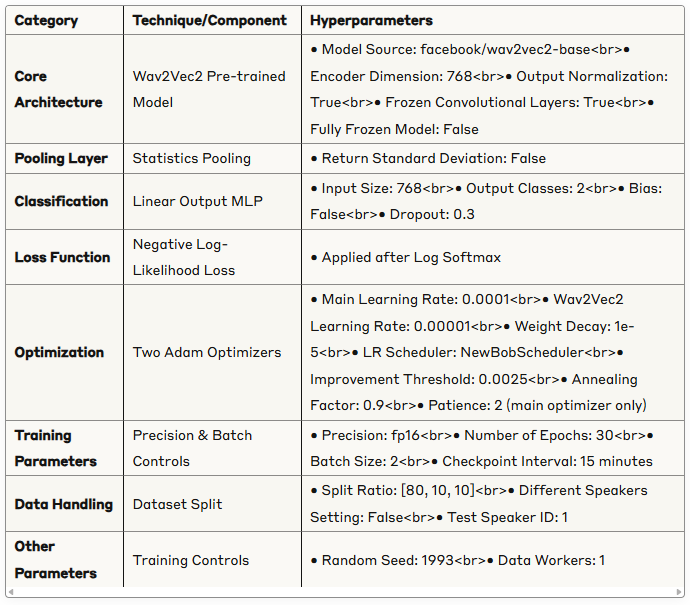 Category Technique/Component Hyperparameters
Core Architecture
Wav2Vec2 Pre-trained Model
• Model Source: facebook/wav2vec2-base<br>•
Encoder Dimension: 768<br>• Output Normalization:
True<br>• Frozen Convolutional Layers: True<br>•
Fully Frozen Model: False
Pooling Layer
Statistics Pooling
• Return Standard Deviation: False
Classification
Linear Output MLP
• Input Size: 768<br>• Output Classes: 2<br>• Bias:
False<br>• Dropout: 0.3
Loss Function
Negative Log-
Likelihood Loss
• Applied after Log Softmax
Optimization
Two Adam Optimizers
• Main Learning Rate: 0.0001<br>• Wav2Vec2
Learning Rate: 0.00001<br>• Weight Decay: 1e-
5<br>• LR Scheduler: NewBobScheduler<br>•
Improvement Threshold: 0.0025<br>• Annealing
Factor: 0.9<br>• Patience: 2 (main optimizer only)
Training
Parameters
Precision & Batch
Controls
• Precision: fp16<br>• Number of Epochs: 30<br>•
Batch Size: 2<br>• Checkpoint Interval: 15 minutes
Data Handling
Dataset Split
• Split Ratio: [80, 10, 10]<br>• Different Speakers
Setting: False<br>• Test Speaker ID: 1
Other
Parameters
Training Controls
• Random Seed: 1993<br>• Data Workers: 1